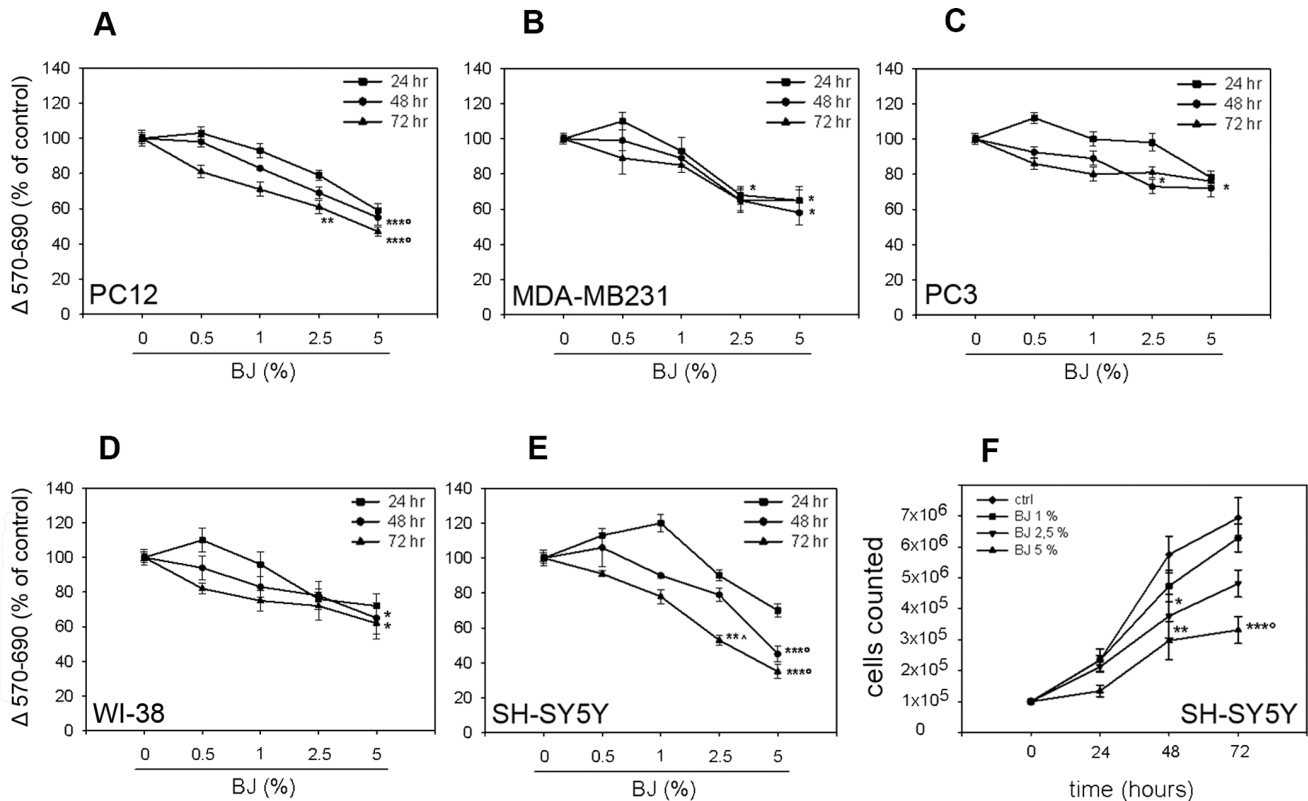 A
B
C
Δ 570-690 (% of control)
140
120
100
80
60
40
20
0
24 hr
48 hr
72 hr
**
***°
***°
PC12
0 0.5 1 2.5 5
BJ (%)
140
120
100
80
60
40
20
0
24 hr
48 hr
72 hr
*
*
*
MDA-MB231
0 0.5 1 2.5 5
BJ (%)
140
120
100
80
60
40
20
0
24 hr
48 hr
72 hr
*
*
PC3
0 0.5 1 2.5 5
BJ (%)
D
E
F
Δ 570-690 (% of control)
140
120
100
80
60
40
20
0
24 hr
48 hr
72 hr
*
*
WI-38
0 0.5 1 2.5 5
BJ (%)
140
120
100
80
60
40
20
0
24 hr
48 hr
72 hr
**^
***°
***°
SH-SY5Y
0 0.5 1 2.5 5
BJ (%)
cells counted
7x10⁶
6x10⁶
5x10⁶
4x10⁵
3x10⁵
2x10⁵
1x10⁵
0
ctrl
BJ 1 %
BJ 2,5 %
BJ 5 %
*
**
***°
SH-SY5Y
0 24 48 72
time (hours)